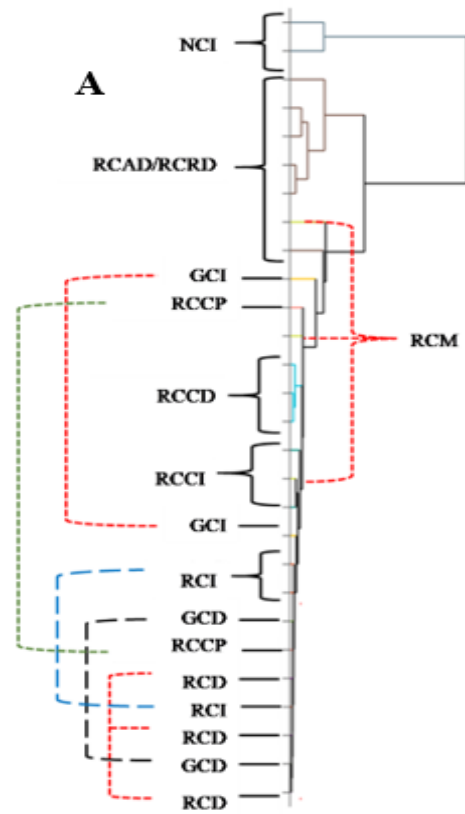 NCI
A
RCAD/RCRD
GCI
RCCP
RCM
RCCD
RCCI
GCI
RCI
GCD
RCCP
RCD
RCI
RCD
GCD
RCD